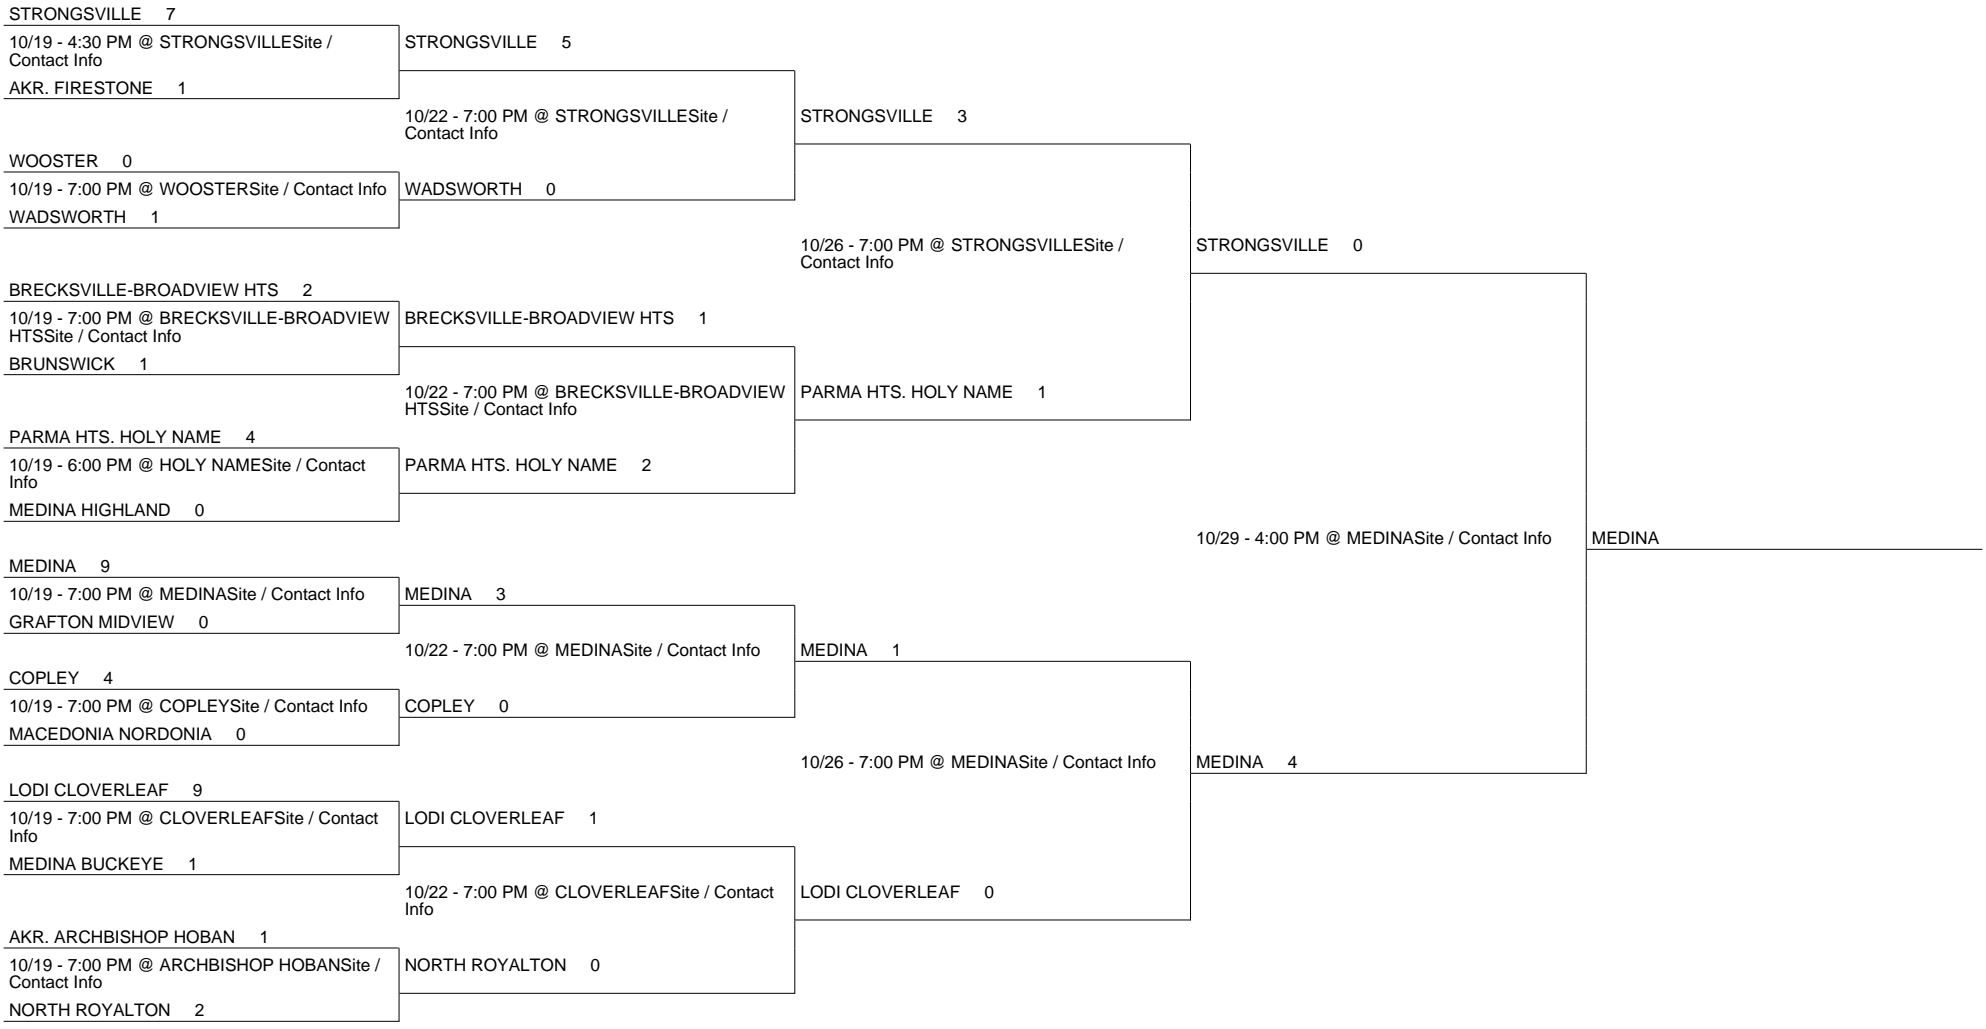 STRONGSVILLE 7
10/19 - 4:30 PM @ STRONGSVILLESite /
Contact Info
AKR. FIRESTONE 1
WOOSTER 0
10/19 - 7:00 PM @ WOOSTERSite / Contact Info
WADSWORTH 1
BRECKSVILLE-BROADVIEW HTS 2
10/19 - 7:00 PM @ BRECKSVILLE-BROADVIEW
HTSSite / Contact Info
BRUNSWICK 1
PARMA HTS. HOLY NAME 4
10/19 - 6:00 PM @ HOLY NAMESite / Contact
Info
MEDINA HIGHLAND 0
MEDINA 9
10/19 - 7:00 PM @ MEDINASite / Contact Info
GRAFTON MIDVIEW 0
COPLEY 4
10/19 - 7:00 PM @ COPLEYSite / Contact Info
MACEDONIA NORDONIA 0
LODI CLOVERLEAF 9
10/19 - 7:00 PM @ CLOVERLEAFSite / Contact
Info
MEDINA BUCKEYE 1
AKR. ARCHBISHOP HOBAN 1
10/19 - 7:00 PM @ ARCHBISHOP HOBANSite /
Contact Info
NORTH ROYALTON 2
STRONGSVILLE 5
10/22 - 7:00 PM @ STRONGSVILLESite /
Contact Info
WADSWORTH 0
BRECKSVILLE-BROADVIEW HTS 1
10/22 - 7:00 PM @ BRECKSVILLE-BROADVIEW
HTSSite / Contact Info
PARMA HTS. HOLY NAME 2
MEDINA 3
10/22 - 7:00 PM @ MEDINASite / Contact Info
COPLEY 0
LODI CLOVERLEAF 1
10/22 - 7:00 PM @ CLOVERLEAFSite / Contact
Info
NORTH ROYALTON 0
STRONGSVILLE 3
10/26 - 7:00 PM @ STRONGSVILLESite /
Contact Info
PARMA HTS. HOLY NAME 1
MEDINA 1
10/26 - 7:00 PM @ MEDINASite / Contact Info
LODI CLOVERLEAF 0
STRONGSVILLE 0
10/29 - 4:00 PM @ MEDINASite / Contact Info
MEDINA 4
MEDINA